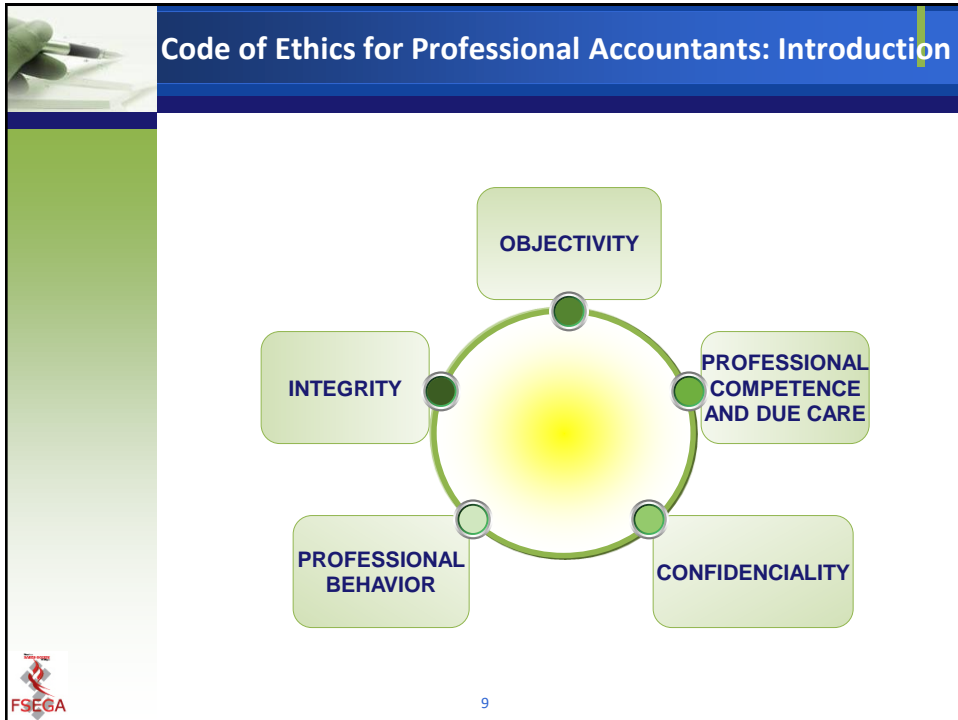 Code of Ethics for Professional Accountants: Introduction
OBJECTIVITY
INTEGRITY
PROFESSIONAL
COMPETENCE
AND DUE CARE
PROFESSIONAL
BEHAVIOR
CONFIDENCIALITY
FSEGA
9